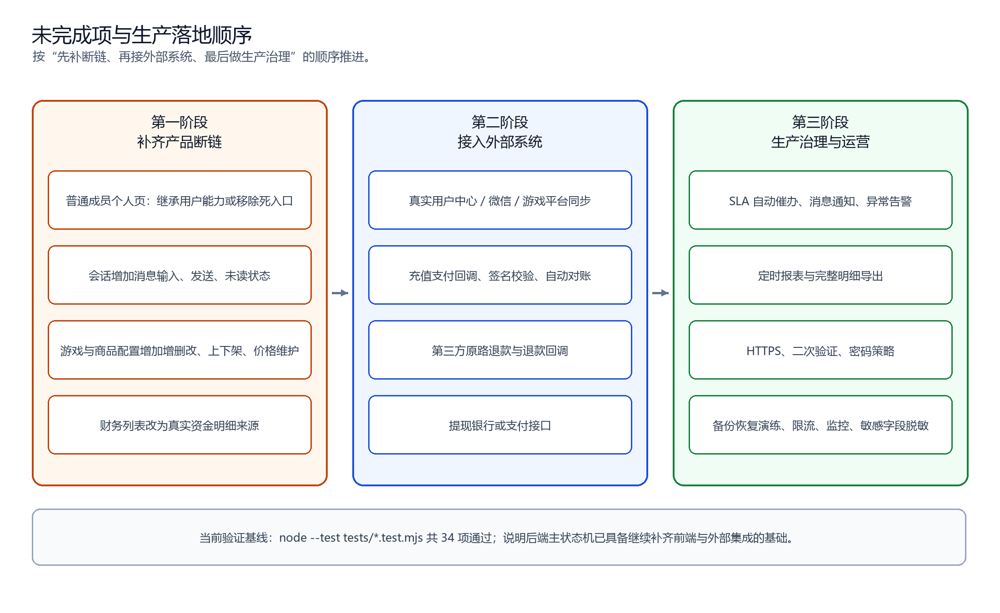 未完成项与生产落地顺序
按“先补断链、再接外部系统、最后做生产治理”的顺序推进。
第一阶段
补齐产品断链
普通成员个人页：继承用户能力或移除死入口
会话增加消息输入、发送、未读状态
游戏与商品配置增加增删改、上下架、价格维护
财务列表改为真实资金明细来源
第二阶段
接入外部系统
真实用户中心 / 微信 / 游戏平台同步
充值支付回调、签名校验、自动对账
第三方原路退款与退款回调
提现银行或支付接口
第三阶段
生产治理与运营
SLA 自动催办、消息通知、异常告警
定时报表与完整明细导出
HTTPS、二次验证、密码策略
备份恢复演练、限流、监控、敏感字段脱敏
当前验证基线：node --test tests/*.test.mjs 共 34 项通过；说明后端主状态机已具备继续补齐前端与外部集成的基础。